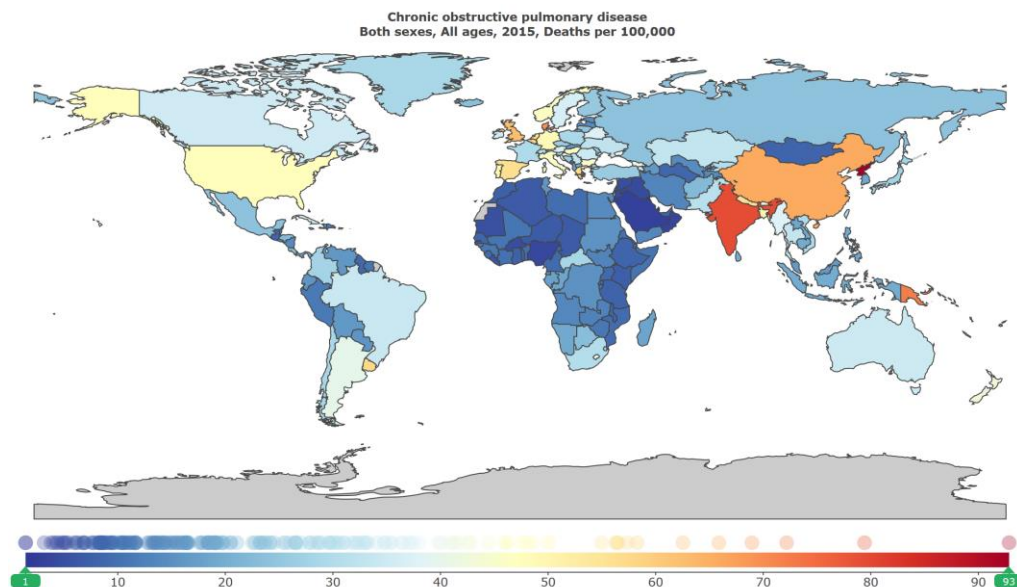 Chronic obstructive pulmonary disease
Both sexes, All ages, 2015, Deaths per 100,000
1 10 20 30 40 50 60 70 80 90 93